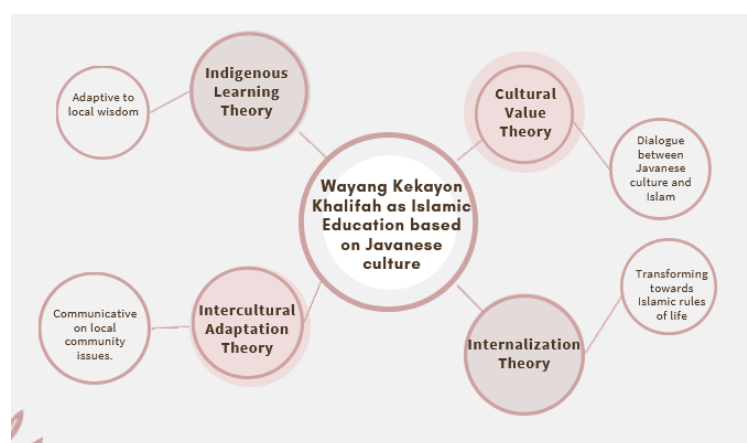 Indigenous
Learning
Theory
Adaptive to
local wisdom
Cultural
Value
Theory
Dialogue
between
Javanese
culture and
Islam
Wayang Kekayon
Khalifah as Islamic
Education based
on Javanese
culture
Intercultural
Adaptation
Theory
Communicative
on local
community
issues.
Internalization
Theory
Transforming
towards
Islamic rules
of life